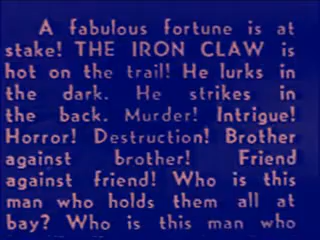 A fabulous fortune is at
stake! THE IRON CLAW is
hot on the trail! He lurks in
the dark. He strikes in
the back. Murder! Intrigue!
Horror! Destruction! Brother
against brother! Friend
against friend! Who is this
man who holds them all at
bay? Who is this man who